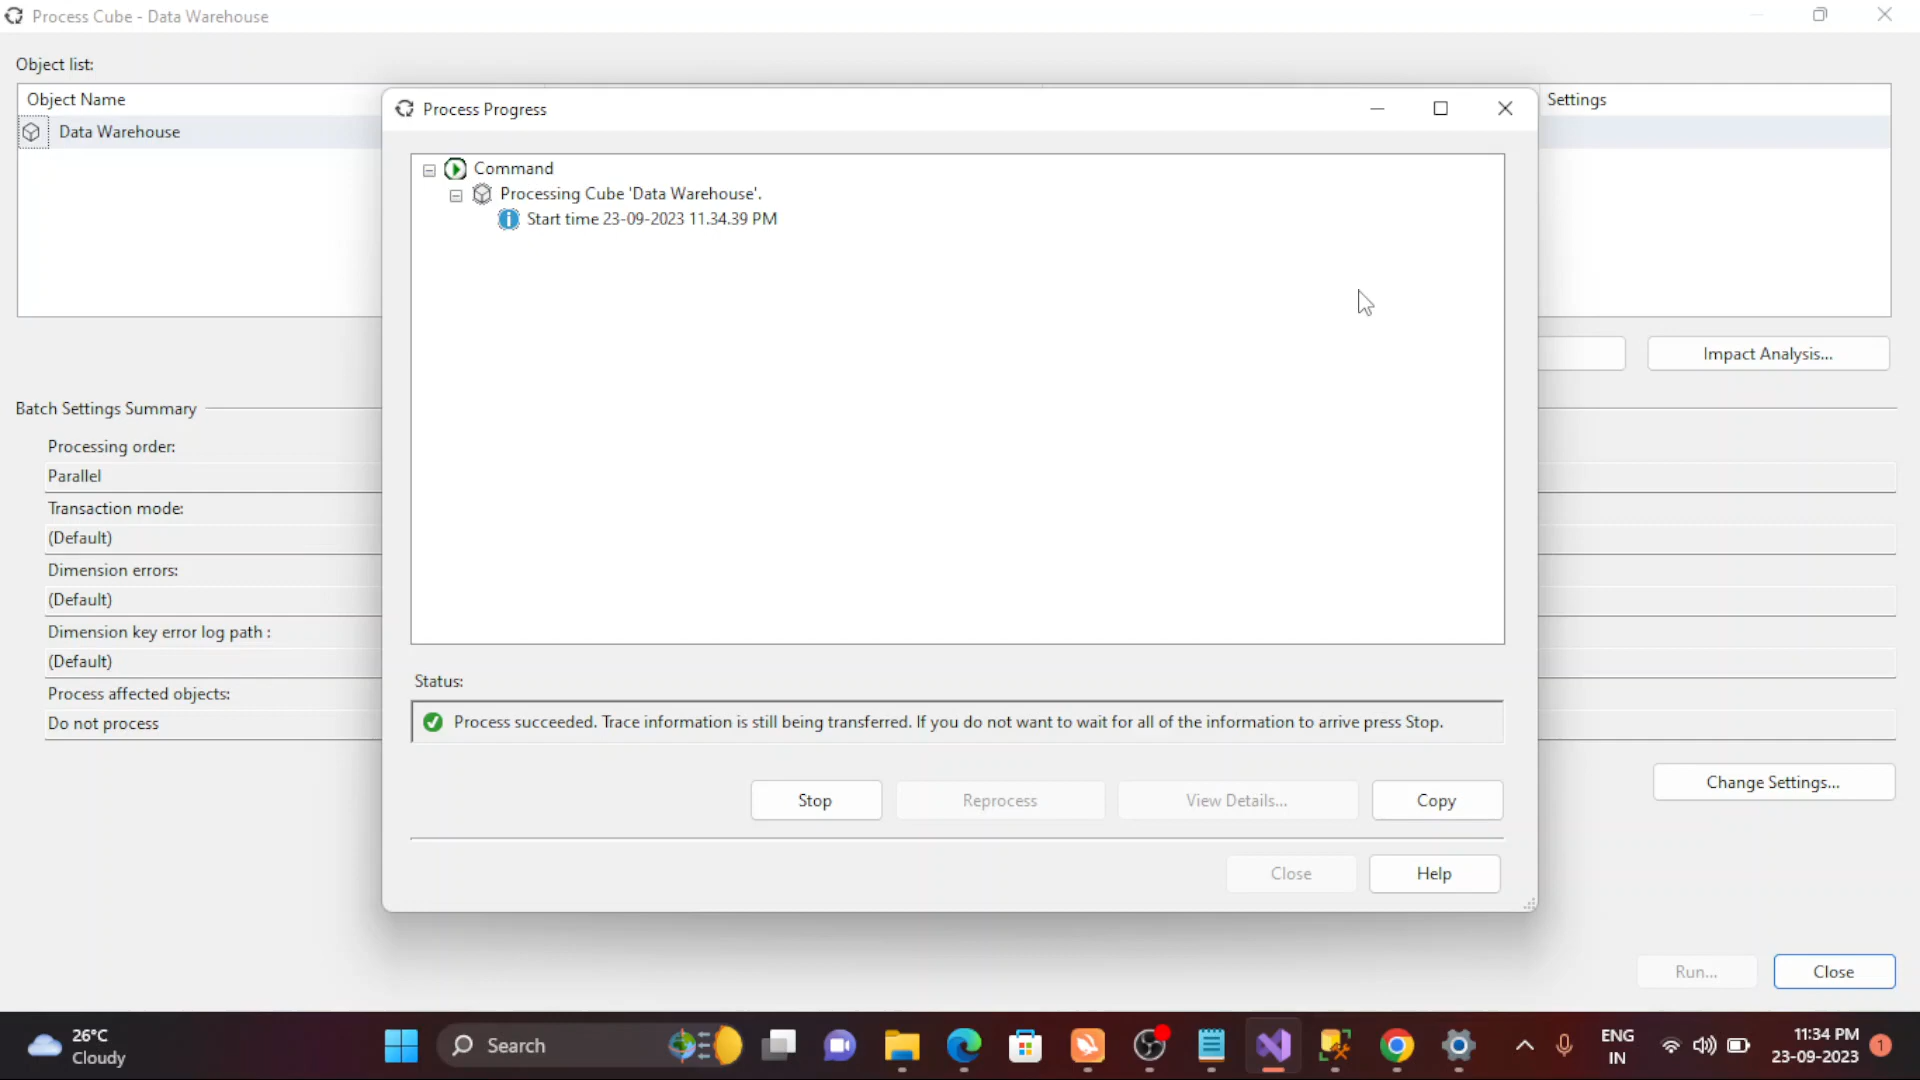 Process Cube - Data Warehouse
Object list:
Object Name
Settings
Data Warehouse
Process Progress
Command
Processing Cube 'Data Warehouse'.
Start time 23-09-2023 11.34.39 PM
Impact Analysis...
Batch Settings Summary
Processing order:
Parallel
Transaction mode:
(Default)
Dimension errors:
(Default)
Dimension key error log path :
(Default)
Process affected objects:
Do not process
Status:
Process succeeded. Trace information is still being transferred. If you do not want to wait for all of the information to arrive press Stop.
Stop
Reprocess
View Details...
Copy
Change Settings...
Close
Help
Run...
Close
26°C
Cloudy
Search
ENG
IN
11:34 PM
23-09-2023
1